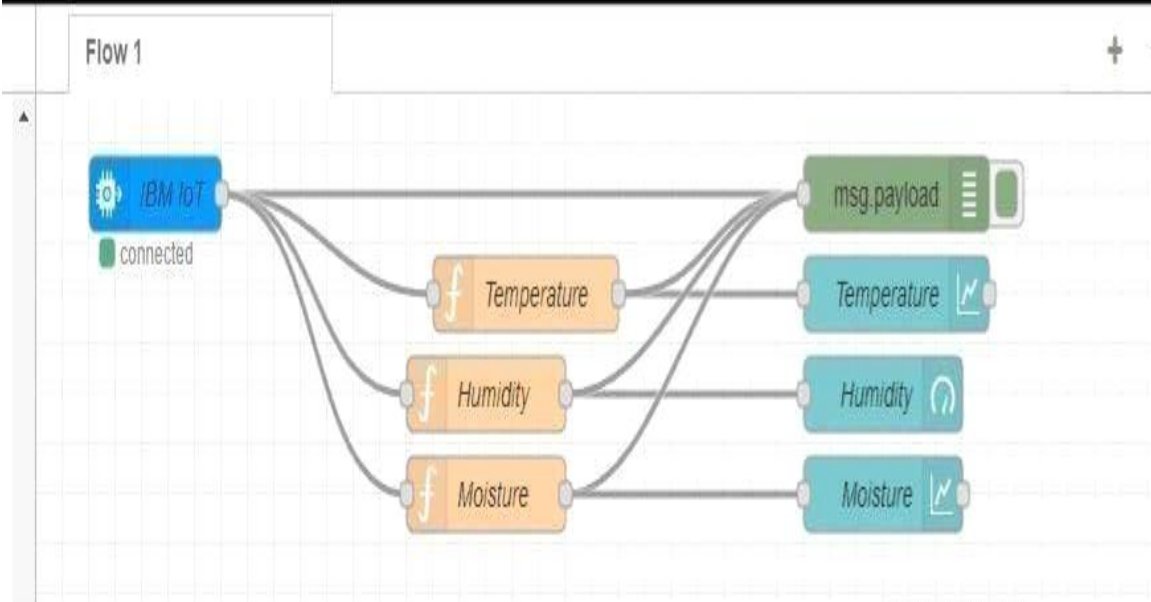 Flow 1
IBM IoT
msg.payload
connected
Temperature
Temperature
Humidity
Humidity
Moisture
Moisture